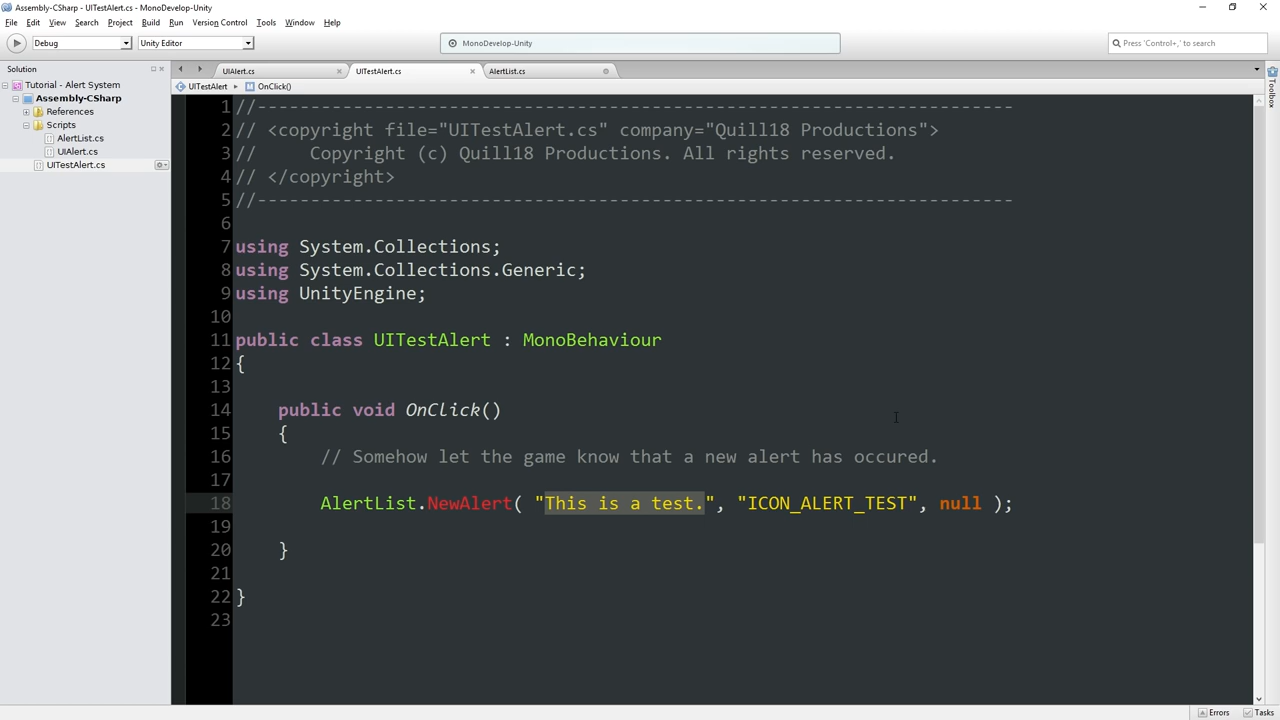 Assembly-CSharp - UITestAlert.cs - MonoDevelop-Unity
File Edit View Search Project Build Run Version Control Tools Window Help
Debug Unity Editor MonoDevelop-Unity Press 'Control+,' to search
Solution
Tutorial - Alert System
Assembly-CSharp
References
Scripts
AlertList.cs
UIAlert.cs
UITestAlert.cs
UIAlert.cs UITestAlert.cs AlertList.cs
UITestAlert OnClick()
1 //-----------------------------------------------------------------------
2 // <copyright file="UITestAlert.cs" company="Quill18 Productions">
3 //     Copyright (c) Quill18 Productions. All rights reserved.
4 // </copyright>
5 //-----------------------------------------------------------------------
6
7 using System.Collections;
8 using System.Collections.Generic;
9 using UnityEngine;
10
11 public class UITestAlert : MonoBehaviour
12 {
13
14     public void OnClick()
15     {
16         // Somehow let the game know that a new alert has occured.
17
18         AlertList.NewAlert( "This is a test.", "ICON_ALERT_TEST", null );
19
20     }
21
22 }
23
Toolbox
Errors Tasks